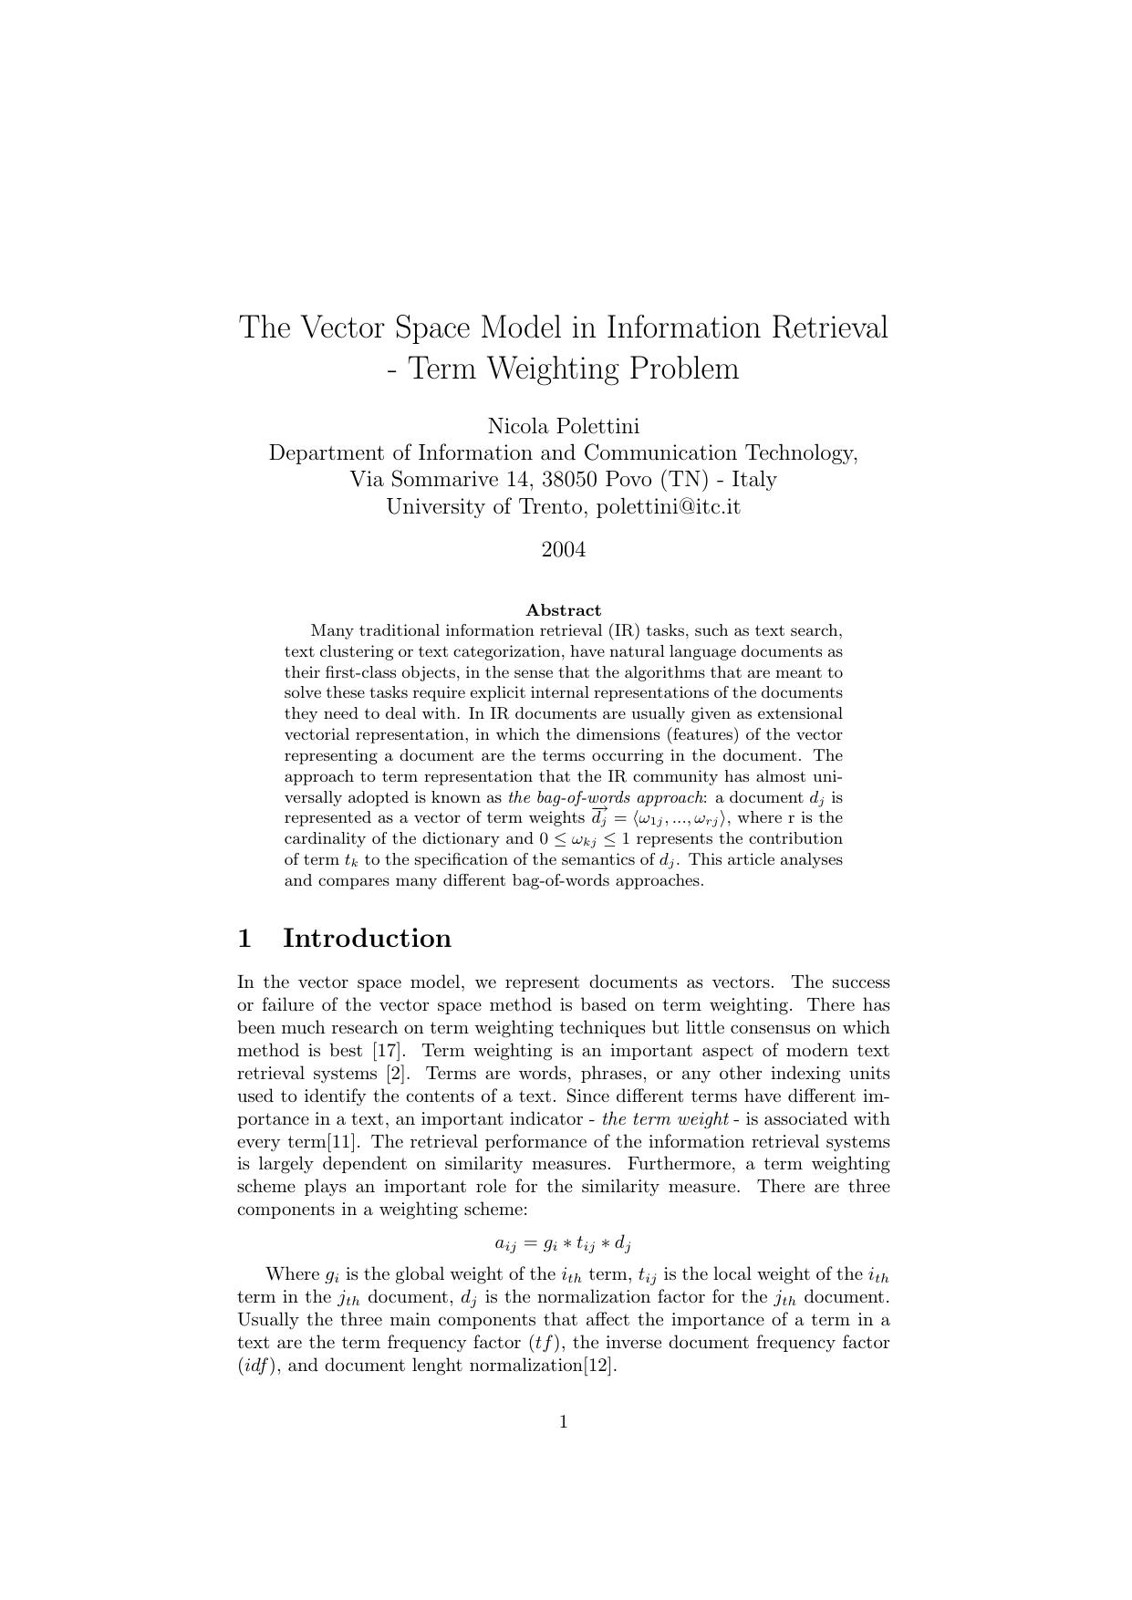 The Vector Space Model in Information Retrieval
- Term Weighting Problem
Nicola Polettini
Department of Information and Communication Technology,
Via Sommarive 14, 38050 Povo (TN) - Italy
University of Trento, polettini@itc.it
2004
Abstract
Many traditional information retrieval (IR) tasks, such as text search,
text clustering or text categorization, have natural language documents as
their first-class objects, in the sense that the algorithms that are meant to
solve these tasks require explicit internal representations of the documents
they need to deal with. In IR documents are usually given as extensional
vectorial representation, in which the dimensions (features) of the vector
representing a document are the terms occurring in the document. The
approach to term representation that the IR community has almost uni-
versally adopted is known as the bag-of-words approach: a document d_j is
represented as a vector of term weights \overrightarrow{d_j} = ⟨ω_{1j}, ..., ω_{rj}⟩, where r is the
cardinality of the dictionary and 0 ≤ ω_{kj} ≤ 1 represents the contribution
of term t_k to the specification of the semantics of d_j. This article analyses
and compares many different bag-of-words approaches.
1 Introduction
In the vector space model, we represent documents as vectors. The success
or failure of the vector space method is based on term weighting. There has
been much research on term weighting techniques but little consensus on which
method is best [17]. Term weighting is an important aspect of modern text
retrieval systems [2]. Terms are words, phrases, or any other indexing units
used to identify the contents of a text. Since different terms have different im-
portance in a text, an important indicator - the term weight - is associated with
every term[11]. The retrieval performance of the information retrieval systems
is largely dependent on similarity measures. Furthermore, a term weighting
scheme plays an important role for the similarity measure. There are three
components in a weighting scheme:
a_{ij} = g_i * t_{ij} * d_j
Where g_i is the global weight of the i_{th} term, t_{ij} is the local weight of the i_{th}
term in the j_{th} document, d_j is the normalization factor for the j_{th} document.
Usually the three main components that affect the importance of a term in a
text are the term frequency factor (tf), the inverse document frequency factor
(idf), and document lenght normalization[12].
1